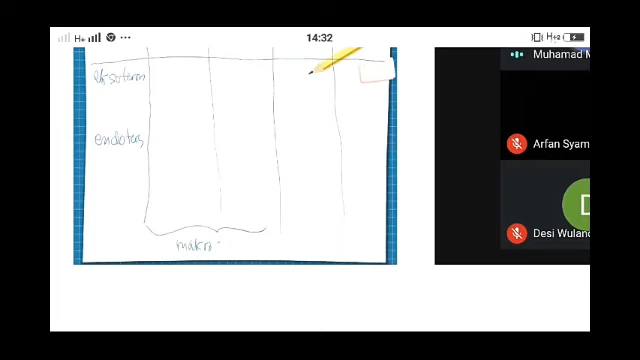 H+ 14:32 H+
Muhamad M
eksoterm
Arfan Syam
endoterm
D
Desi Wuland
makro